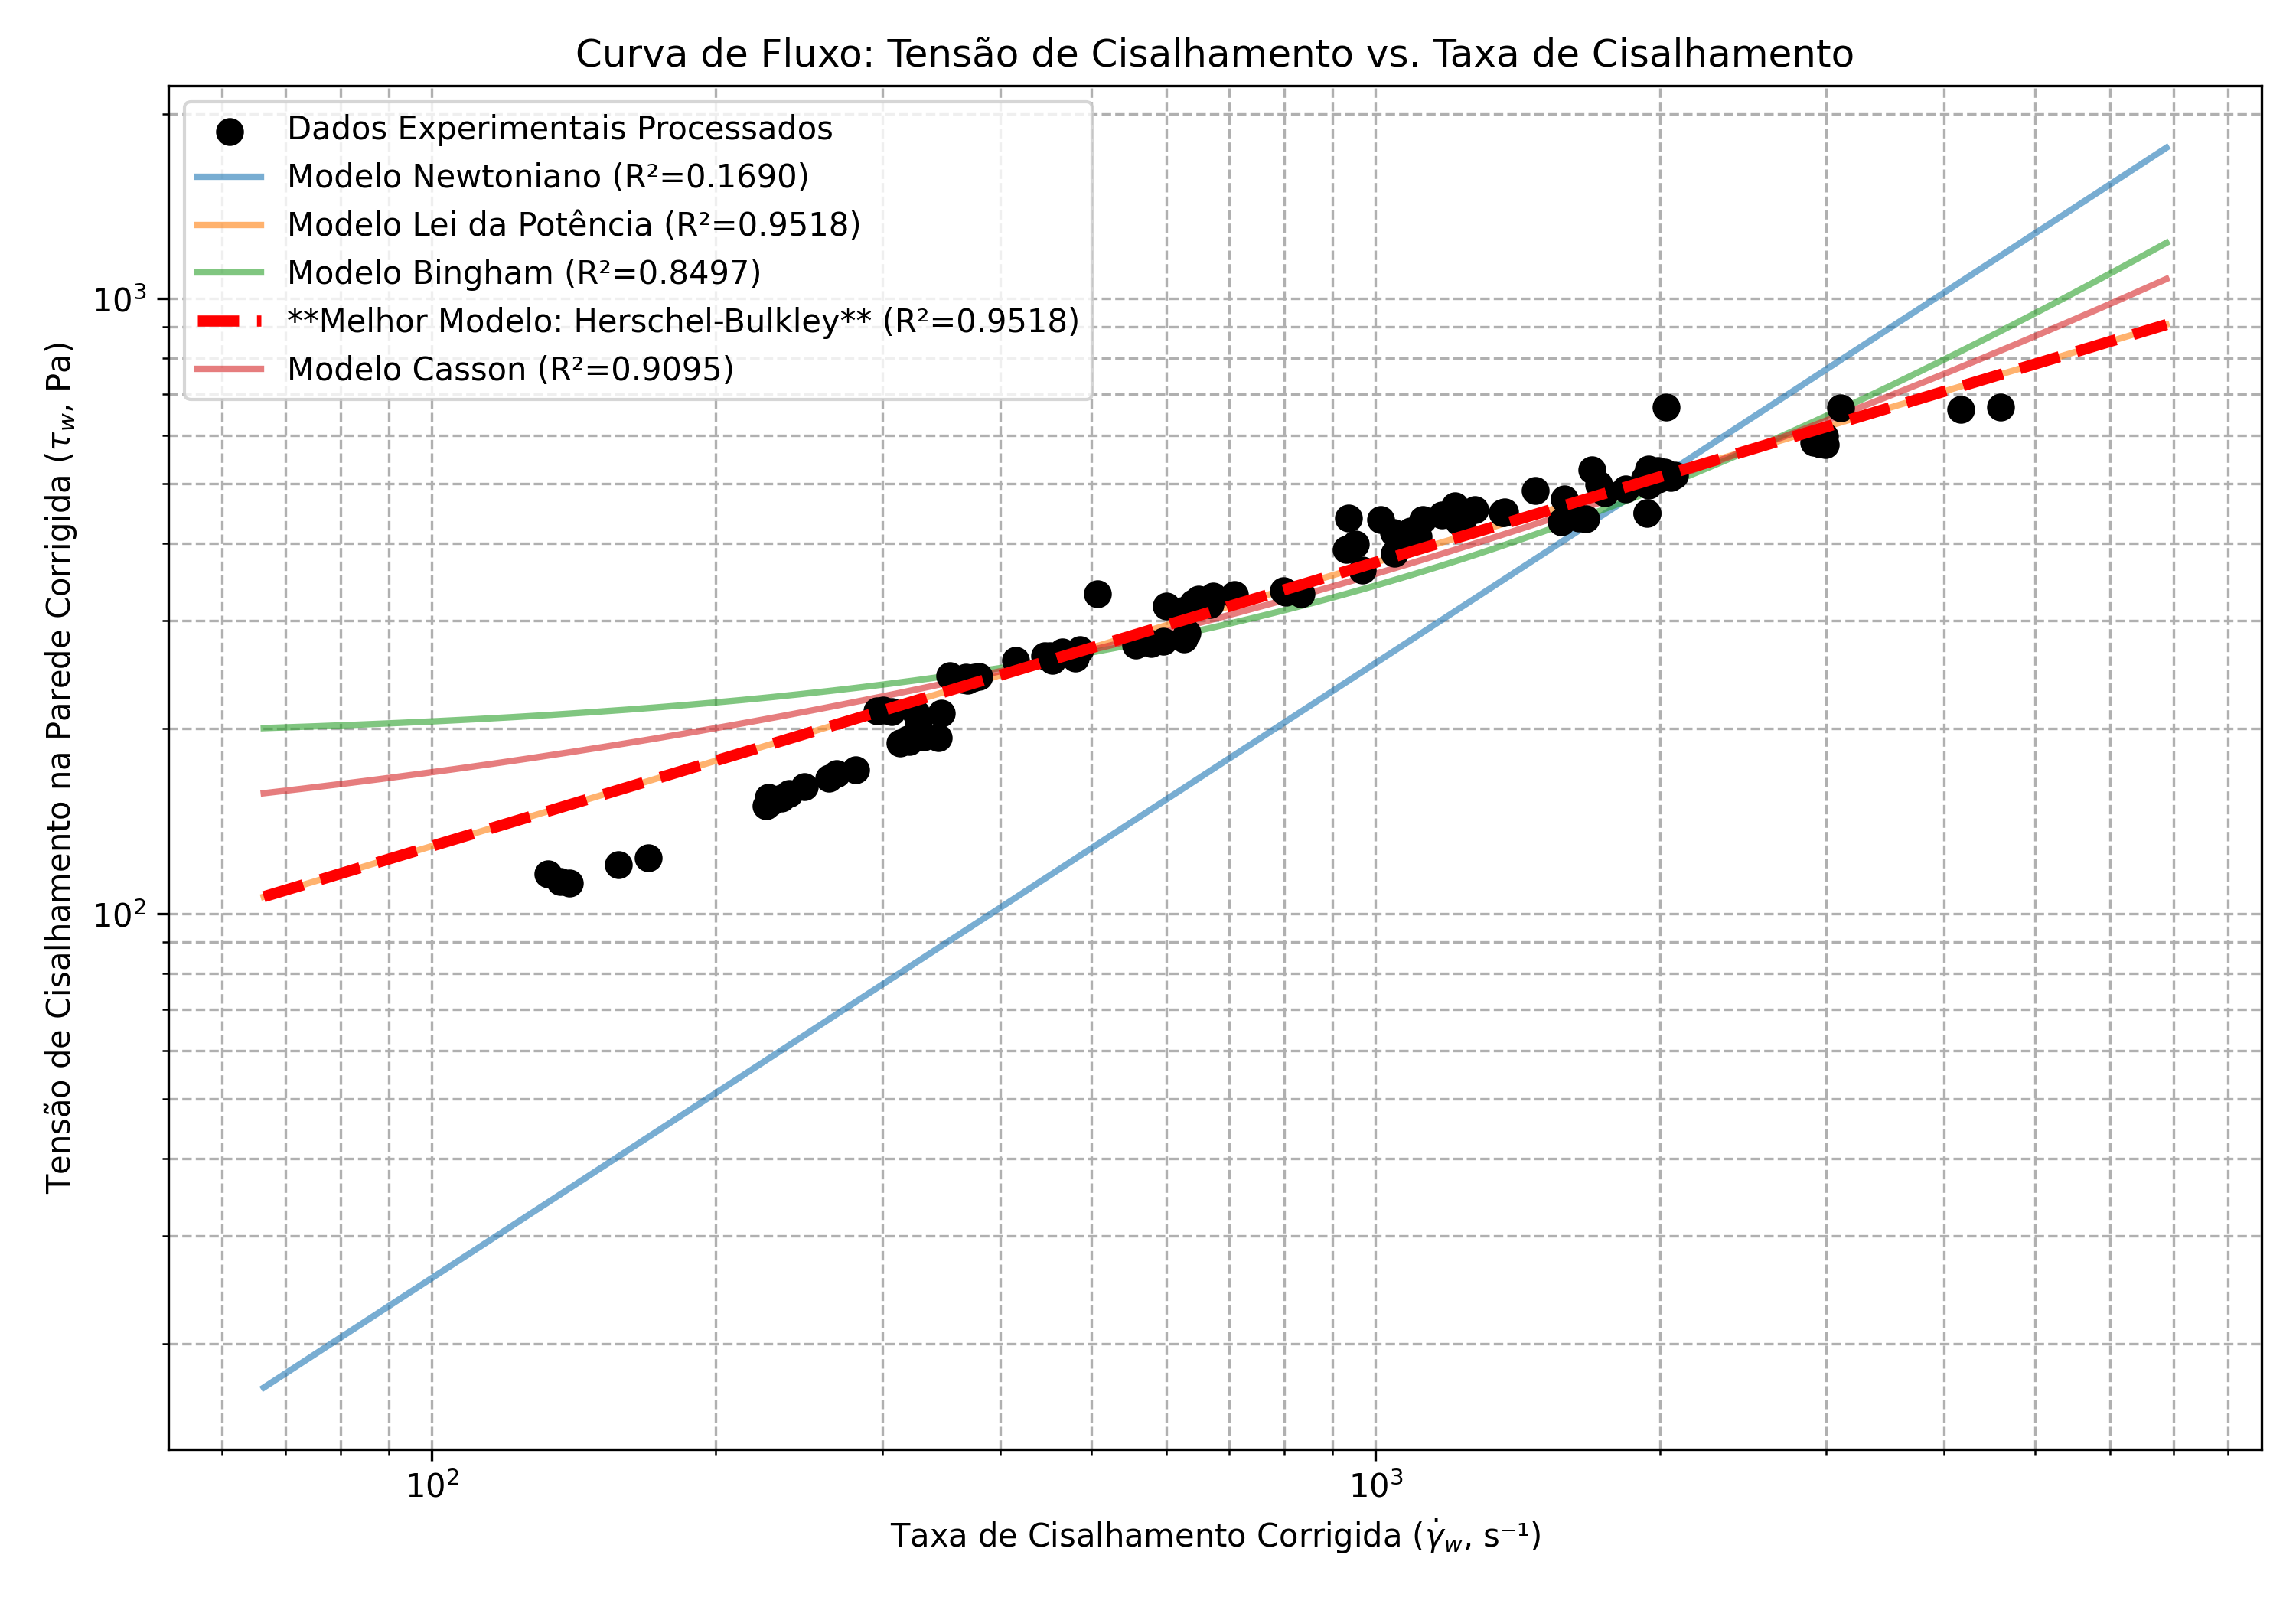 Curva de Fluxo: Tensão de Cisalhamento vs. Taxa de Cisalhamento
Dados Experimentais Processados
Modelo Newtoniano (R²=0.1690)
Modelo Lei da Potência (R²=0.9518)
Modelo Bingham (R²=0.8497)
**Melhor Modelo: Herschel-Bulkley** (R²=0.9518)
Modelo Casson (R²=0.9095)
Tensão de Cisalhamento na Parede Corrigida (τ_w, Pa)
10³
10²
10²
10³
Taxa de Cisalhamento Corrigida (γ̇_w, s⁻¹)